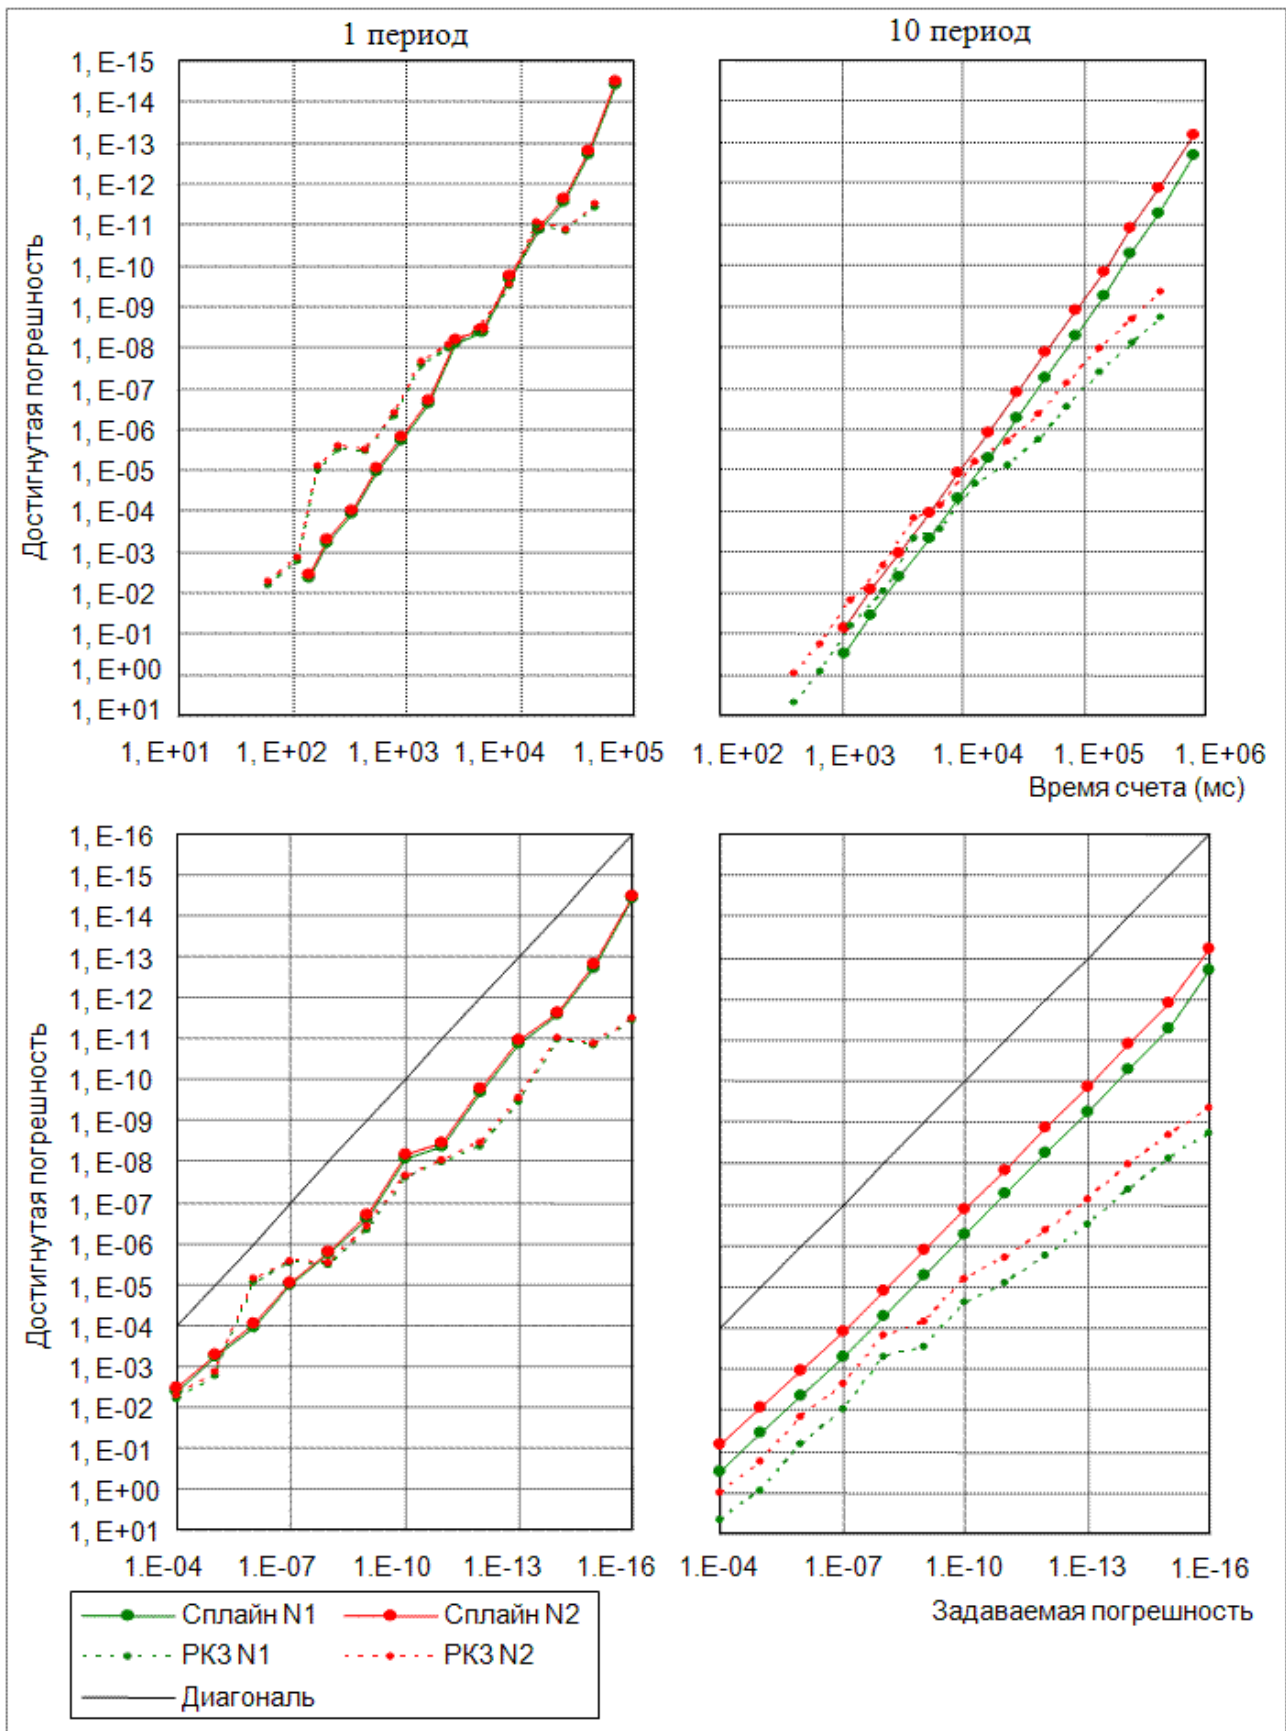 1 период
10 период
Достигнутая погрешность
1, E-15
1, E-14
1, E-13
1, E-12
1, E-11
1, E-10
1, E-09
1, E-08
1, E-07
1, E-06
1, E-05
1, E-04
1, E-03
1, E-02
1, E-01
1, E+00
1, E+01
1, E+01 1, E+02 1, E+03 1, E+04 1, E+05
1, E+02 1, E+03 1, E+04 1, E+05 1, E+06
Время счета (мс)
Достигнутая погрешность
1, E-16
1, E-15
1, E-14
1, E-13
1, E-12
1, E-11
1, E-10
1, E-09
1, E-08
1, E-07
1, E-06
1, E-05
1, E-04
1, E-03
1, E-02
1, E-01
1, E+00
1, E+01
1.E-04 1.E-07 1.E-10 1.E-13 1.E-16
1.E-04 1.E-07 1.E-10 1.E-13 1.E-16
Задаваемая погрешность
Сплайн N1 Сплайн N2
РК3 N1 РК3 N2
Диагональ